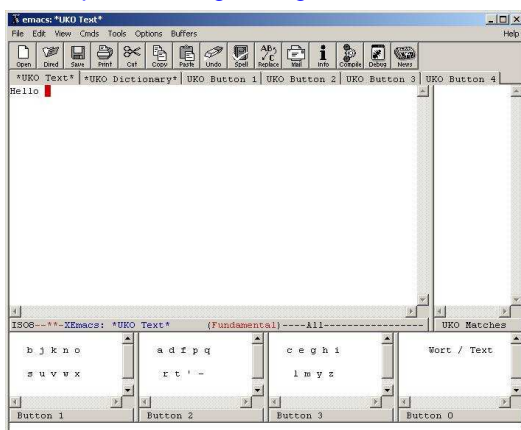 emacs: *UKO Text*
File Edit View Cmds Tools Options Buffers Help
Open Dired Save Print Cut Copy Paste Undo Spell Replace Mail Info Compile Debug News
*UKO Text* *UKO Dictionary* UKO Button 1 UKO Button 2 UKO Button 3 UKO Button 4
Hello
ISO8--**-XEmacs: *UKO Text* (Fundamental)----All------------------ UKO Matches
b j k n o a d f p q c e g h i Wort / Text
s u v w x r t ' - l m y z
Button 1 Button 2 Button 3 Button 0